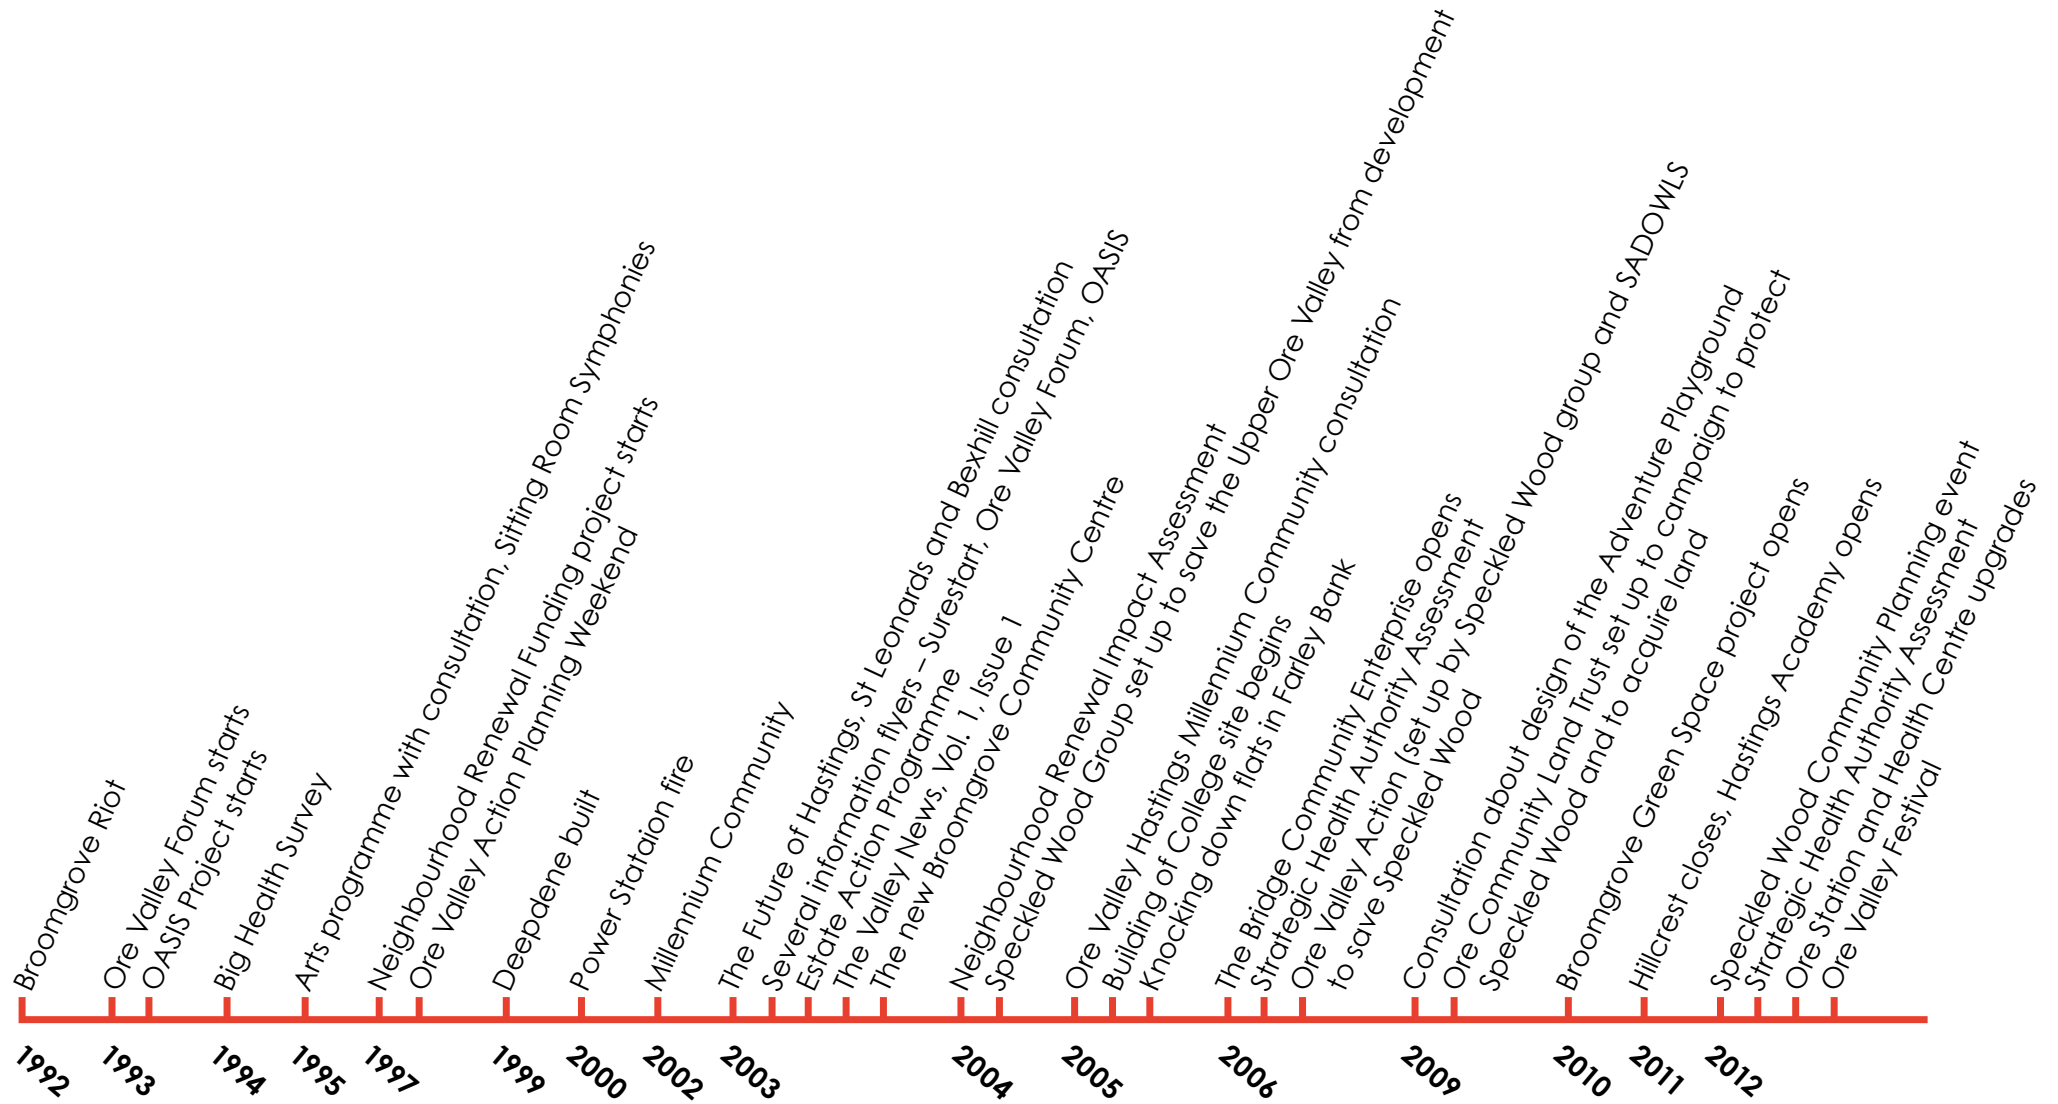 Broomgrove Riot
Ore Valley Forum starts
OASIS Project starts
Big Health Survey
Arts programme with consultation, Sitting Room Symphonies
Neighbourhood Renewal Funding project starts
Ore Valley Action Planning Weekend
Deepdene built
Power Stataion fire
Millennium Community
The Future of Hastings, St Leonards and Bexhill consultation
Several information flyers – Surestart, Ore Valley Forum, OASIS
Estate Action Programme
The Valley News, Vol. 1, Issue 1
The new Broomgrove Community Centre
Neighbourhood Renewal Impact Assessment
Speckled Wood Group set up to save the Upper Ore Valley from development
Ore Valley Hastings Millennium Community consultation
Building of College site begins
Knocking down flats in Farley Bank
The Bridge Community Enterprise opens
Strategic Health Authority Assessment
Ore Valley Action (set up by Speckled Wood group and SADOWLS
to save Speckled Wood
Consultation about design of the Adventure Playground
Ore Community Land Trust set up to campaign to protect
Speckled Wood and to acquire land
Broomgrove Green Space project opens
Hillcrest closes, Hastings Academy opens
Speckled Wood Community Planning event
Strategic Health Authority Assessment
Ore Station and Health Centre upgrades
Ore Valley Festival
1992
1993
1994
1995
1997
1999
2000
2002
2003
2004
2005
2006
2009
2010
2011
2012